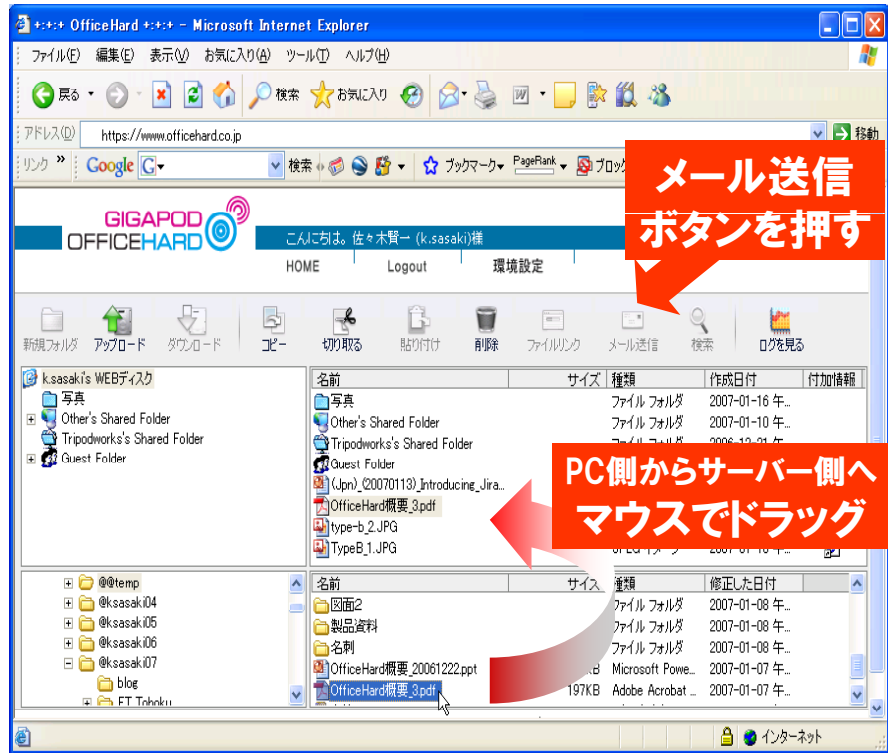 +:+:+ OfficeHard +:+:+ - Microsoft Internet Explorer
ファイル(F) 編集(E) 表示(V) お気に入り(A) ツール(T) ヘルプ(H)
戻る 検索 お気に入り
アドレス(D) https://www.officehard.co.jp 移動
リンク » Google G 検索 ブックマーク PageRank
メール送信
ボタンを押す
GIGAPOD
OFFICEHARD
こんにちは。佐々木賢一 (k.sasaki)様
HOME Logout 環境設定
新規フォルダ アップロード ダウンロード コピー 切り取る 貼り付け 削除 ファイルリンク メール送信 検索 ログを見る
k.sasaki's WEBディスク
写真
Other's Shared Folder
Tripodworks's Shared Folder
Guest Folder
名前 サイズ 種類 作成日付 付加情報
写真 ファイル フォルダ 2007-01-16 午...
Other's Shared Folder ファイル フォルダ 2007-01-10 午...
Tripodworks's Shared Folder ファイル フォルダ 2006-12-21 午...
Guest Folder
(Jpn)_(20070113)_Introducing_Jira...
OfficeHard概要_3.pdf
type-b_2.JPG
TypeB_1.JPG
PC側からサーバー側へ
マウスでドラッグ
@@temp
@ksasaki04
@ksasaki05
@ksasaki06
@ksasaki07
blog
FT Tohoku
名前 サイズ 種類 修正した日付
図面2 ファイル フォルダ 2007-01-08 午...
製品資料 ファイル フォルダ 2007-01-08 午...
名刺 ファイル フォルダ 2007-01-08 午...
OfficeHard概要_20061222.ppt Microsoft Powe... 2007-01-07 午...
OfficeHard概要_3.pdf 197KB Adobe Acrobat ... 2007-01-07 午...
インターネット